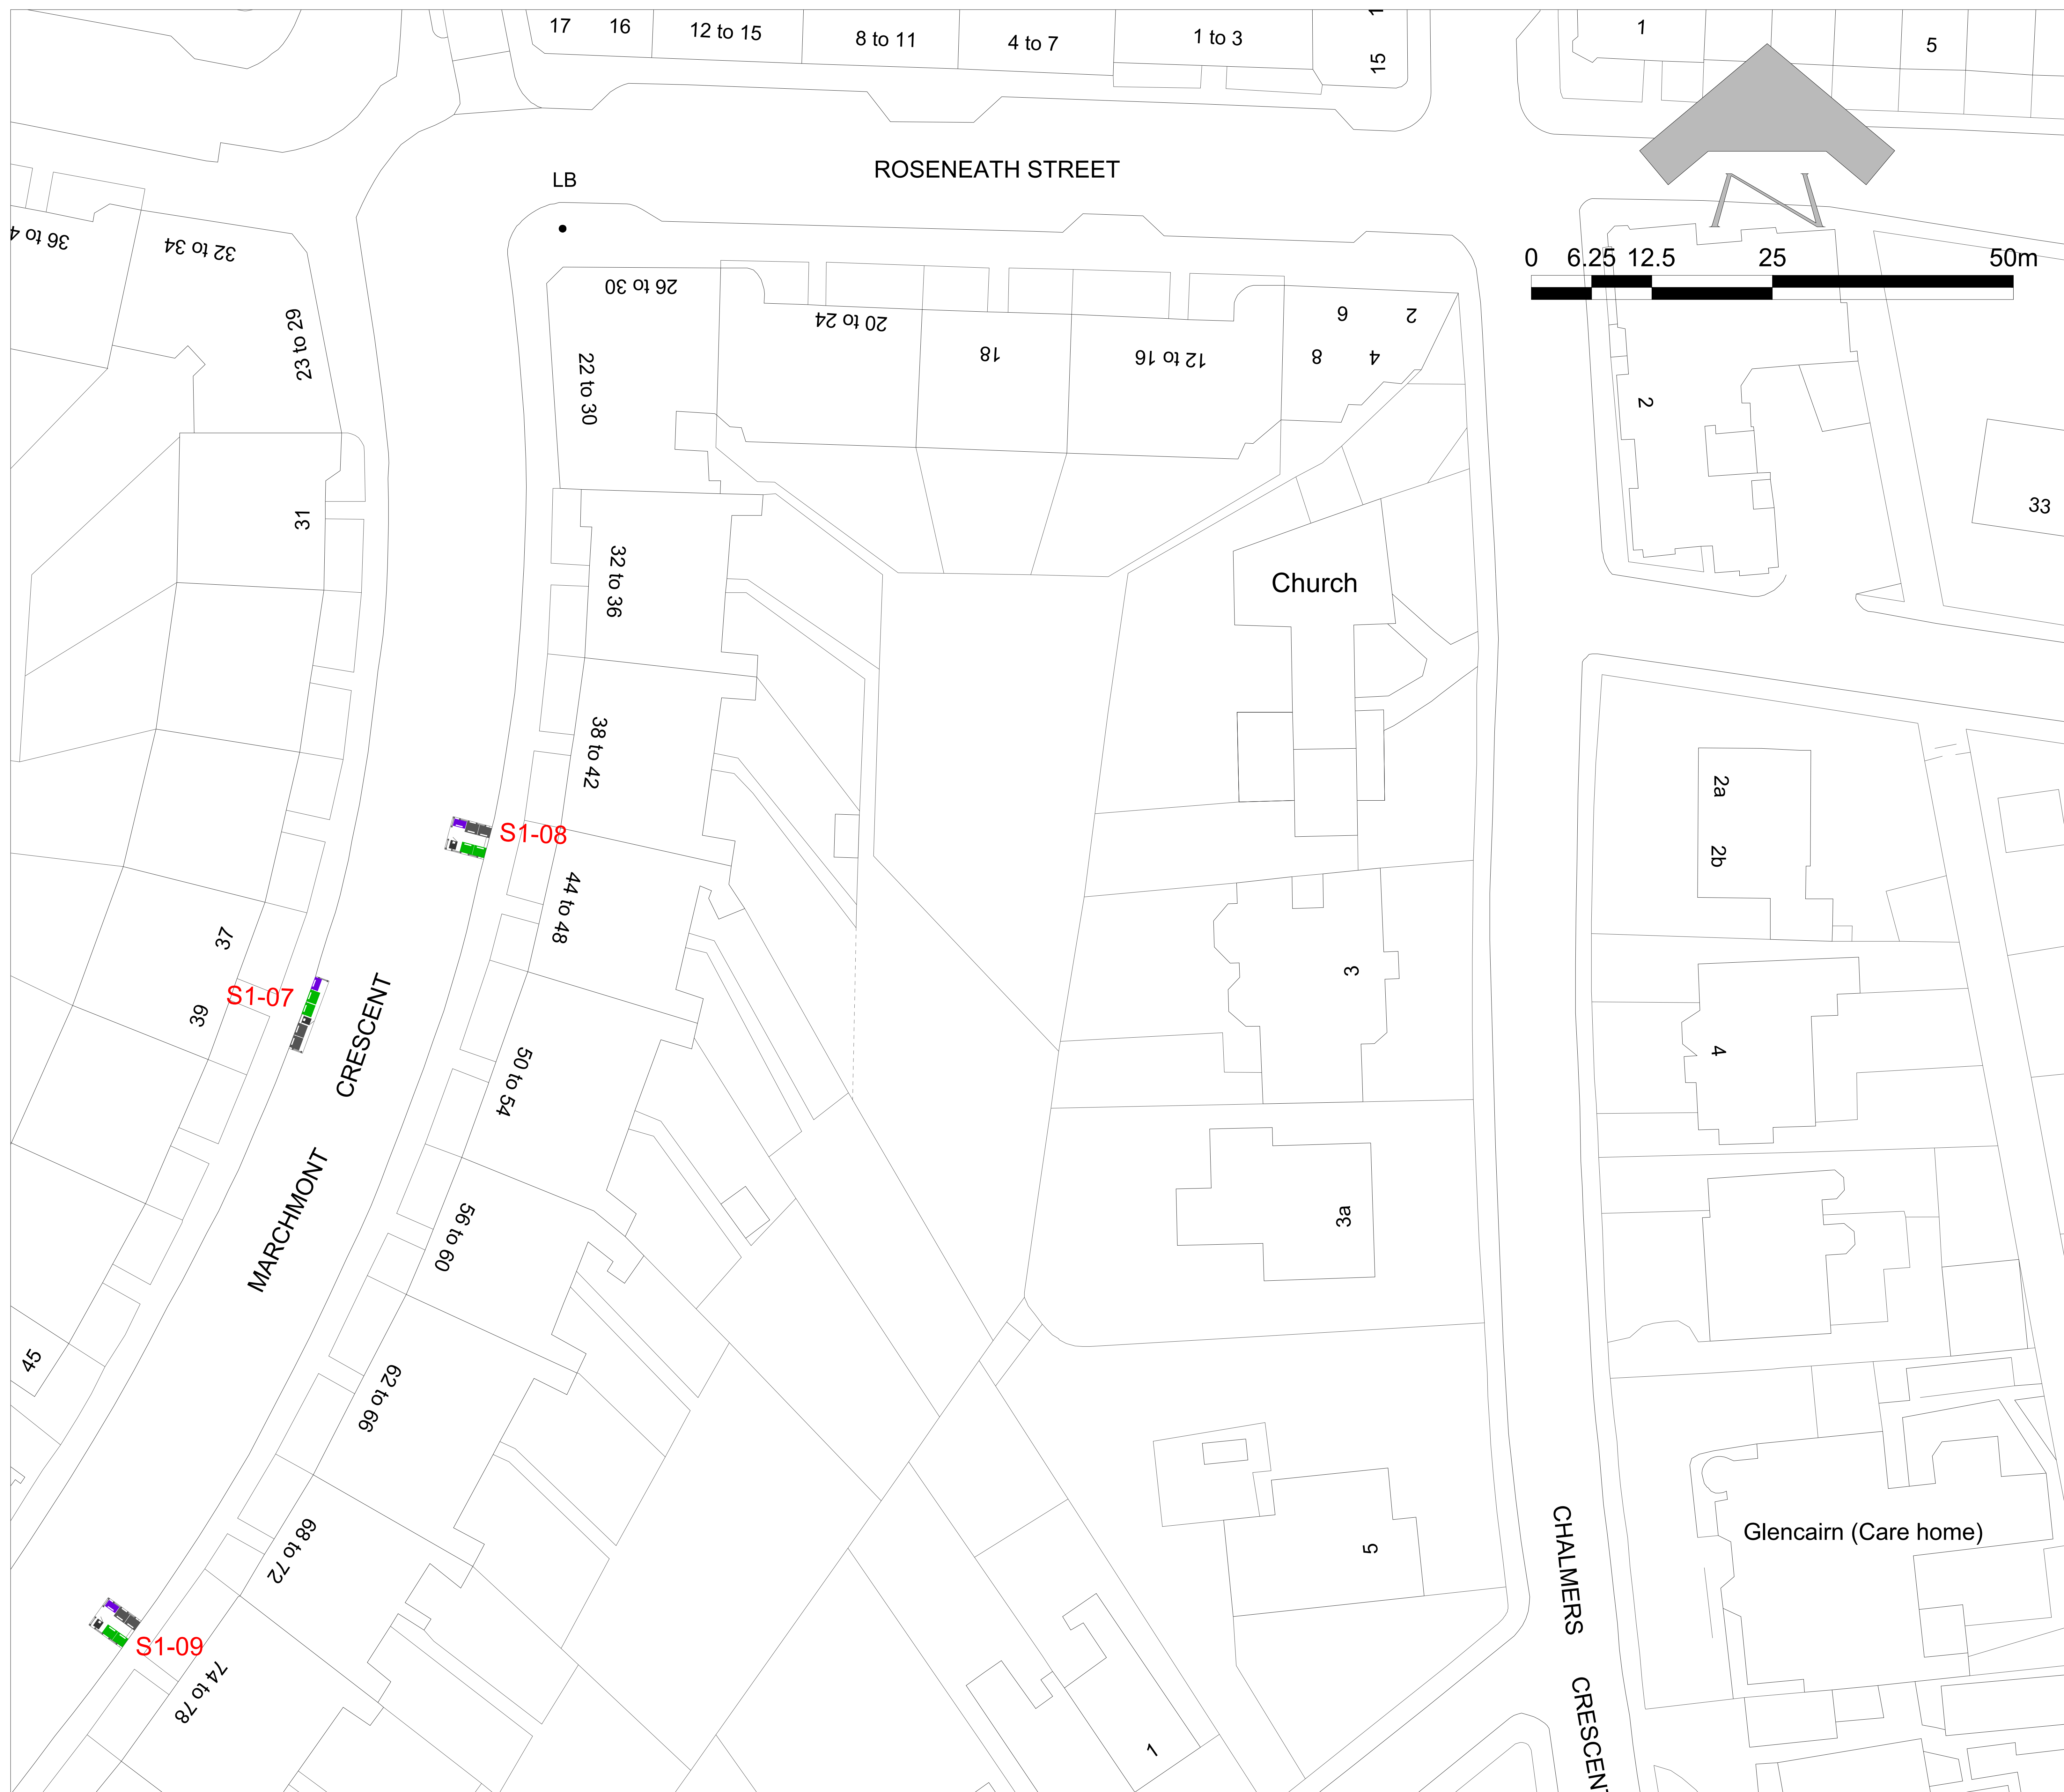 17
16
12 to 15
8 to 11
4 to 7
1 to 3
15
1
5
ROSENEATH STREET
LB
N
0 6.25 12.5 25 50m
32 to 34
23 to 29
26 to 30
20 to 24
18
12 to 16
6
2
8
4
22 to 30
2
33
31
32 to 36
Church
38 to 42
S1-08
2a
2b
44 to 48
37
S1-07
39
3
MARCHMONT CRESCENT
4
50 to 54
3a
56 to 60
45
62 to 66
68 to 72
5
CHALMERS CRESCENT
Glencairn (Care home)
S1-09
74 to 78
1